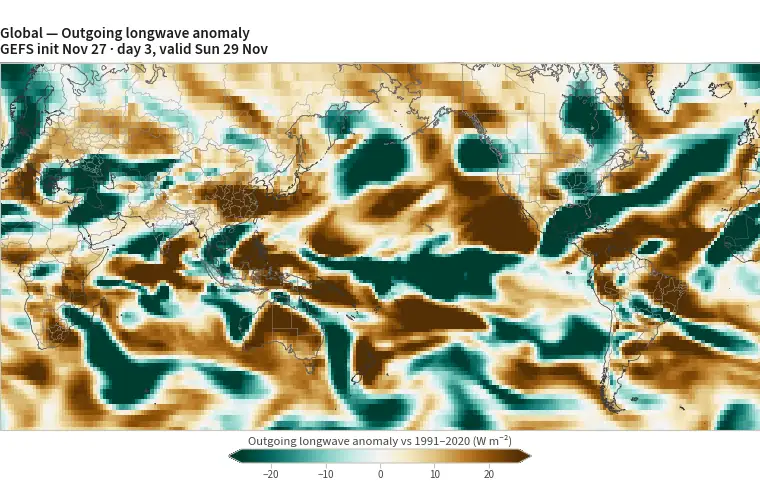 Global — Outgoing longwave anomaly
GEFS init Nov 27 · day 3, valid Sun 29 Nov
Outgoing longwave anomaly vs 1991–2020 (W m⁻²)
−20 −10 0 10 20